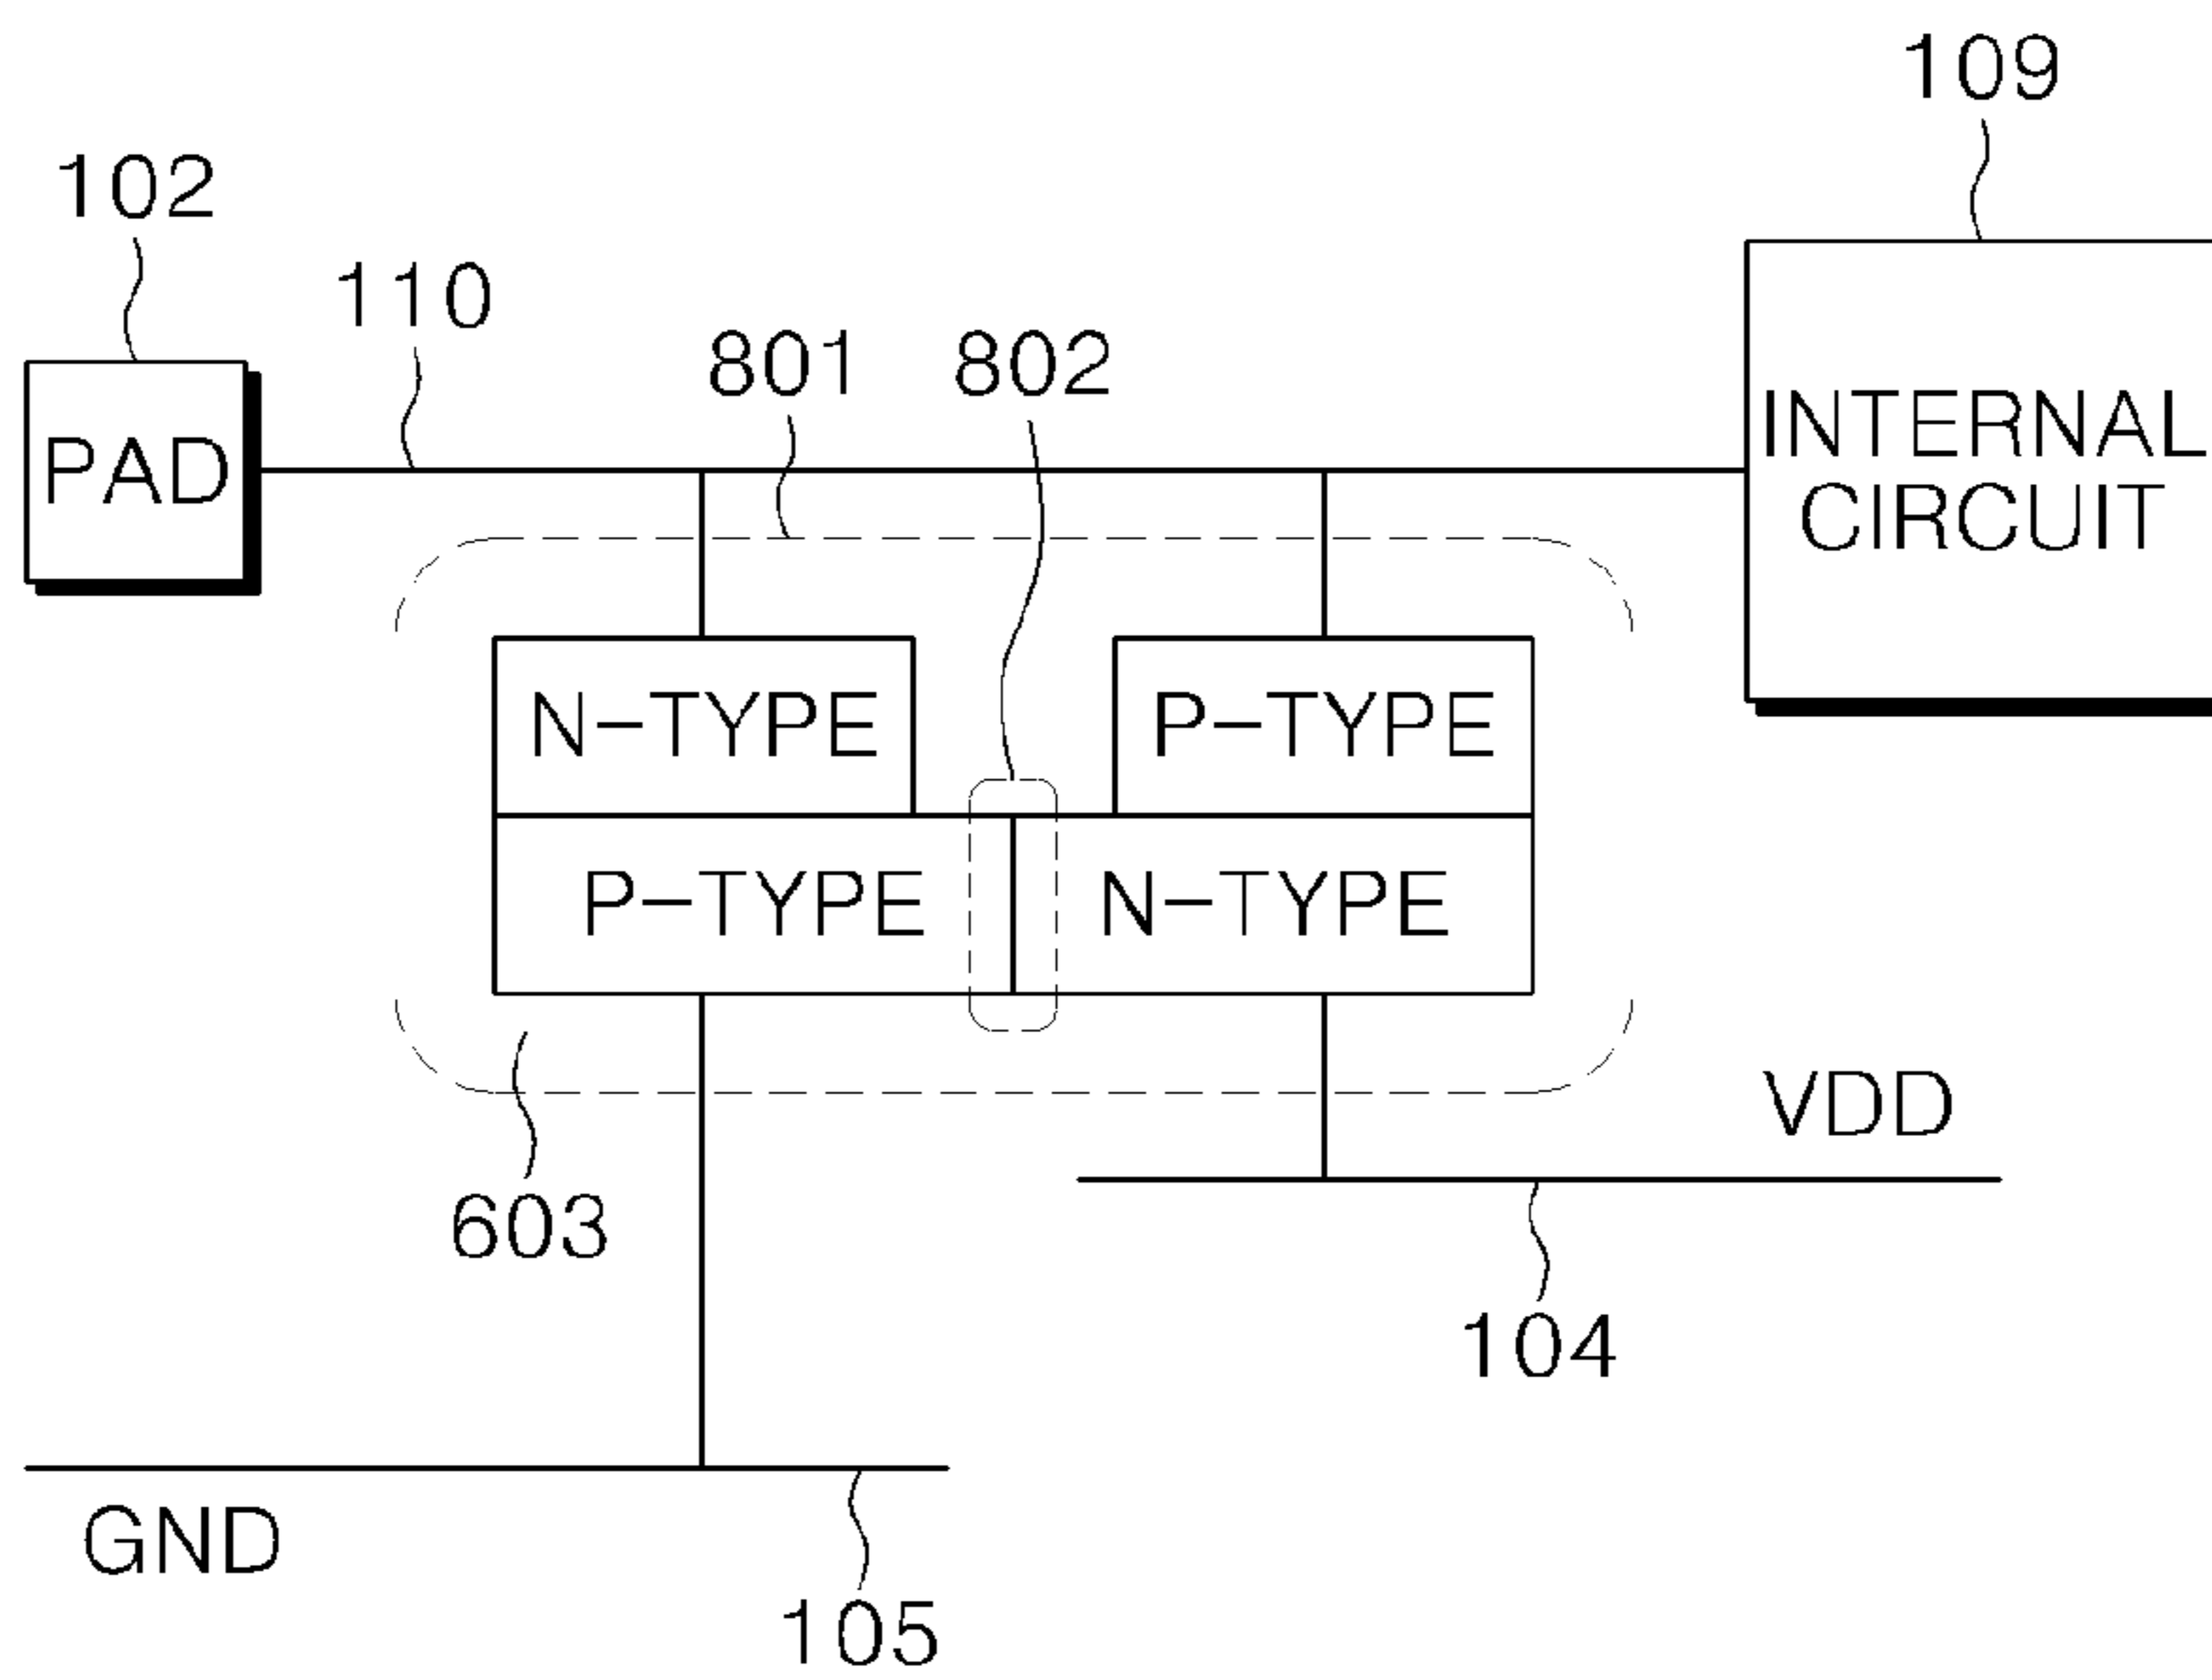 109
102
110
801 802
PAD
INTERNAL
CIRCUIT
N-TYPE P-TYPE
P-TYPE N-TYPE
VDD
603
104
GND
105